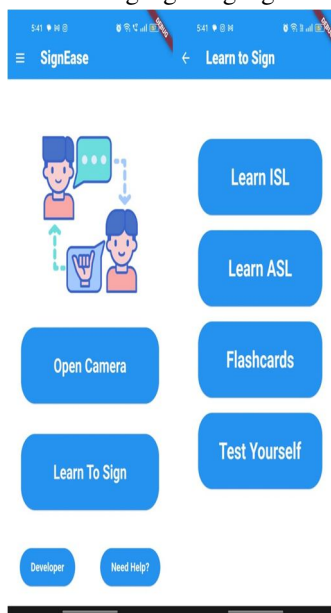 5:41
SignEase
Open Camera
Learn To Sign
Developer
Need Help?
DEBUG
5:41
Learn to Sign
Learn ISL
Learn ASL
Flashcards
Test Yourself